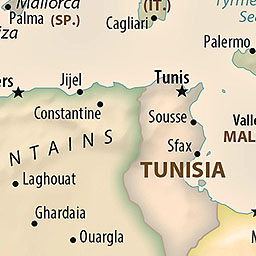 Mallorca
Palma (SP.)
iza
(IT.)
Cagliari
Tyrrhe
Se
Palermo
ers
Jijel
Tunis
Constantine
Sousse
Valle
MAL
NTAINS
Sfax
TUNISIA
Laghouat
Ghardaia
Ouargla